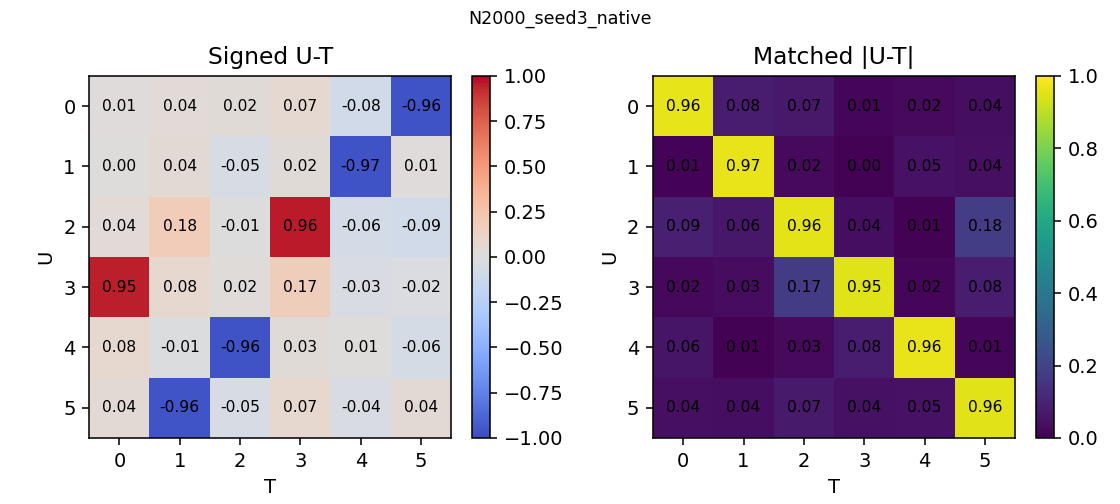 N2000_seed3_native
Signed U-T
0 0.01 0.04 0.02 0.07 -0.08 -0.96
1 0.00 0.04 -0.05 0.02 -0.97 0.01
2 0.04 0.18 -0.01 0.96 -0.06 -0.09
3 0.95 0.08 0.02 0.17 -0.03 -0.02
4 0.08 -0.01 -0.96 0.03 0.01 -0.06
5 0.04 -0.96 -0.05 0.07 -0.04 0.04
0 1 2 3 4 5
U
T
1.00
0.75
0.50
0.25
0.00
−0.25
−0.50
−0.75
−1.00
Matched |U-T|
0 0.96 0.08 0.07 0.01 0.02 0.04
1 0.01 0.97 0.02 0.00 0.05 0.04
2 0.09 0.06 0.96 0.04 0.01 0.18
3 0.02 0.03 0.17 0.95 0.02 0.08
4 0.06 0.01 0.03 0.08 0.96 0.01
5 0.04 0.04 0.07 0.04 0.05 0.96
0 1 2 3 4 5
U
T
1.0
0.8
0.6
0.4
0.2
0.0